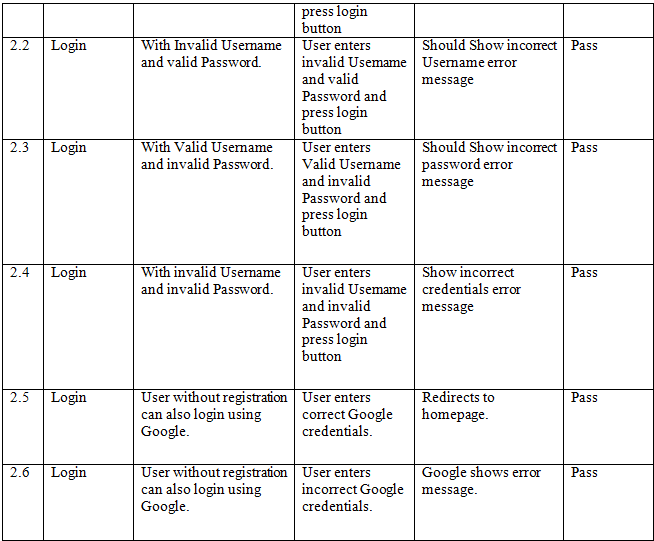 press login
button
2.2 Login With Invalid Username User enters Should Show incorrect Pass
and valid Password. invalid Username Username error
and valid message
Password and
press login
button
2.3 Login With Valid Username User enters Should Show incorrect Pass
and invalid Password. Valid Username password error
and invalid message
Password and
press login
button
2.4 Login With invalid Username User enters Show incorrect Pass
and invalid Password. invalid Username credentials error
and invalid message
Password and
press login
button
2.5 Login User without registration User enters Redirects to Pass
can also login using correct Google homepage.
Google. credentials.
2.6 Login User without registration User enters Google shows error Pass
can also login using incorrect Google message.
Google. credentials.